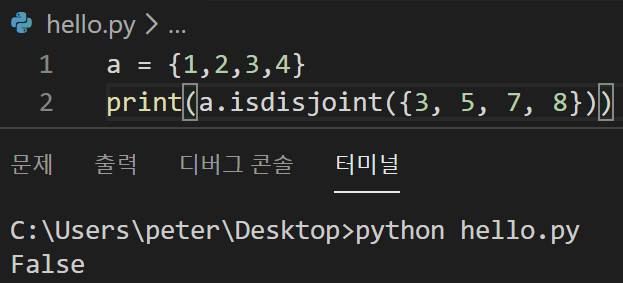 hello.py > ...
1 a = {1,2,3,4}
2 print(a.isdisjoint({3, 5, 7, 8}))
문제 출력 디버그 콘솔 터미널
C:\Users\peter\Desktop>python hello.py
False